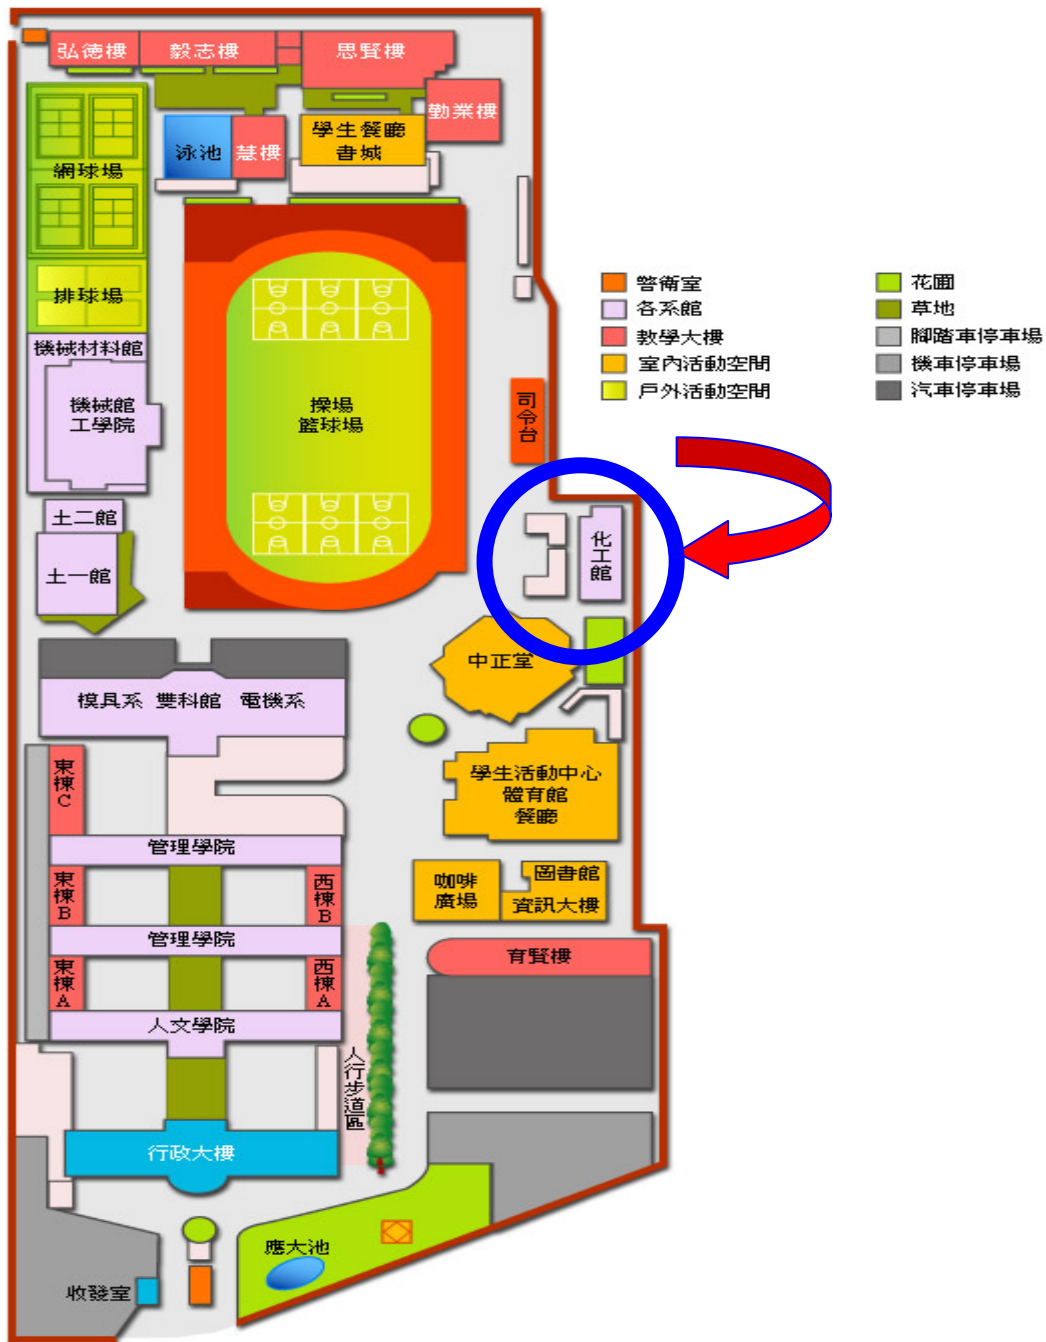 弘德樓
毅志樓
思賢樓
勤業樓
泳池
慧樓
學生餐廳
書城
網球場
排球場
機械材料館
機械館
工學院
操場
籃球場
司令台
警衛室
各系館
教學大樓
室內活動空間
戶外活動空間
花圃
草地
腳踏車停車場
機車停車場
汽車停車場
土二館
土一館
化工館
中正堂
模具系 雙科館 電機系
學生活動中心
體育館
餐廳
東棟C
管理學院
東棟B
西棟B
咖啡
廣場
圖書館
資訊大樓
管理學院
育賢樓
東棟A
西棟A
人文學院
人行步道區
行政大樓
應大池
收發室